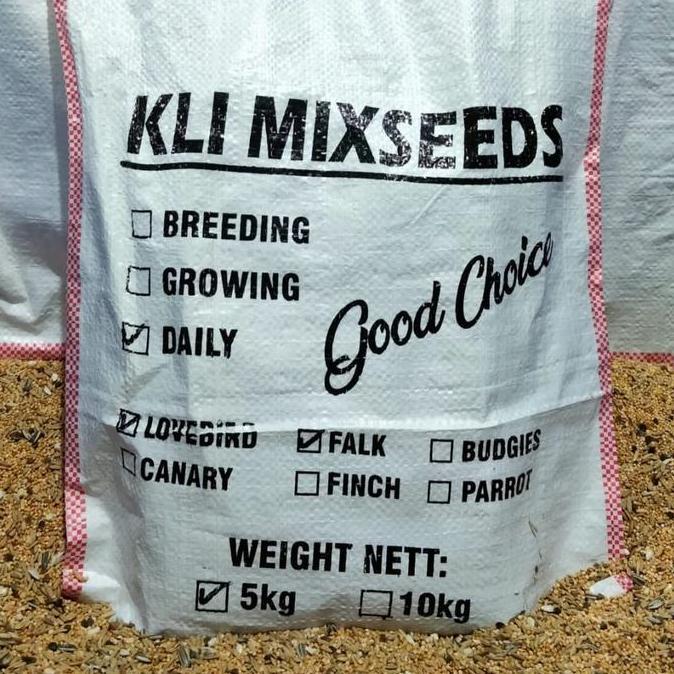 KLI MIXSEEDS
☐ BREEDING
☐ GROWING
☑ DAILY
Good Choice
☑ LOVEBIRD ☑ FALK ☐ BUDGIES
☐ CANARY ☐ FINCH ☐ PARROT
WEIGHT NETT:
☑ 5kg ☐ 10kg